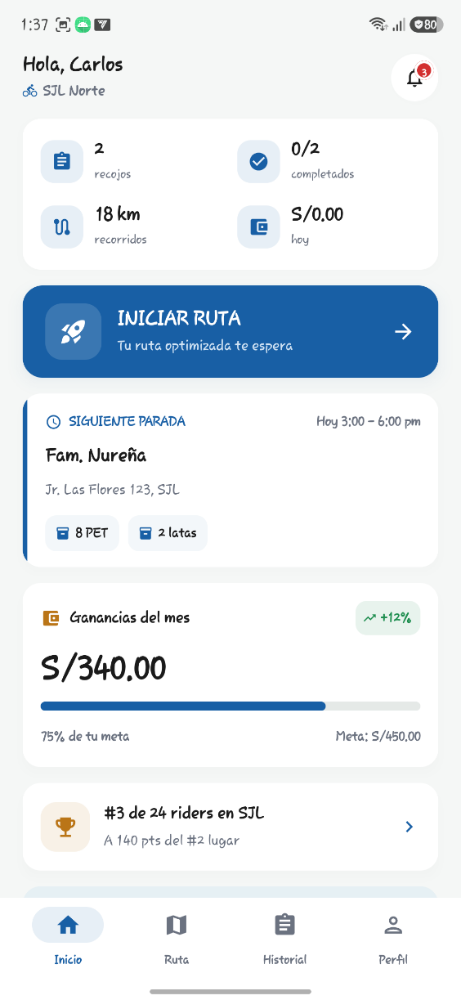 1:37
80
Hola, Carlos
SJL Norte
3
2
recojos
0/2
completados
18 km
recorridos
S/0.00
hoy
INICIAR RUTA
Tu ruta optimizada te espera
SIGUIENTE PARADA
Hoy 3:00 – 6:00 pm
Fam. Nureña
Jr. Las Flores 123, SJL
8 PET
2 latas
Ganancias del mes
+12%
S/340.00
75% de tu meta
Meta: S/450.00
#3 de 24 riders en SJL
A 140 pts del #2 lugar
Inicio
Ruta
Historial
Perfil